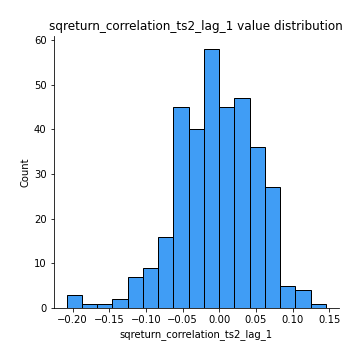 sqreturn_correlation_ts2_lag_1 value distribution
60
50
40
30
20
10
0
Count
−0.20 −0.15 −0.10 −0.05 0.00 0.05 0.10 0.15
sqreturn_correlation_ts2_lag_1